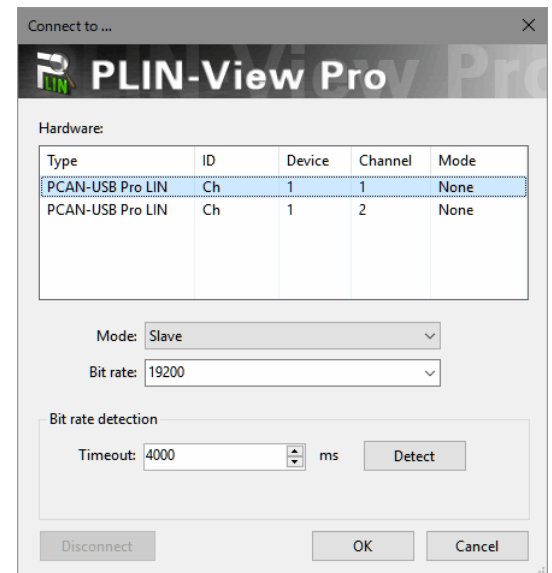 Connect to ...
LIN PLIN-View Pro
Hardware:
Type ID Device Channel Mode
PCAN-USB Pro LIN Ch 1 1 None
PCAN-USB Pro LIN Ch 1 2 None
Mode: Slave
Bit rate: 19200
Bit rate detection
Timeout: 4000 ms Detect
Disconnect OK Cancel